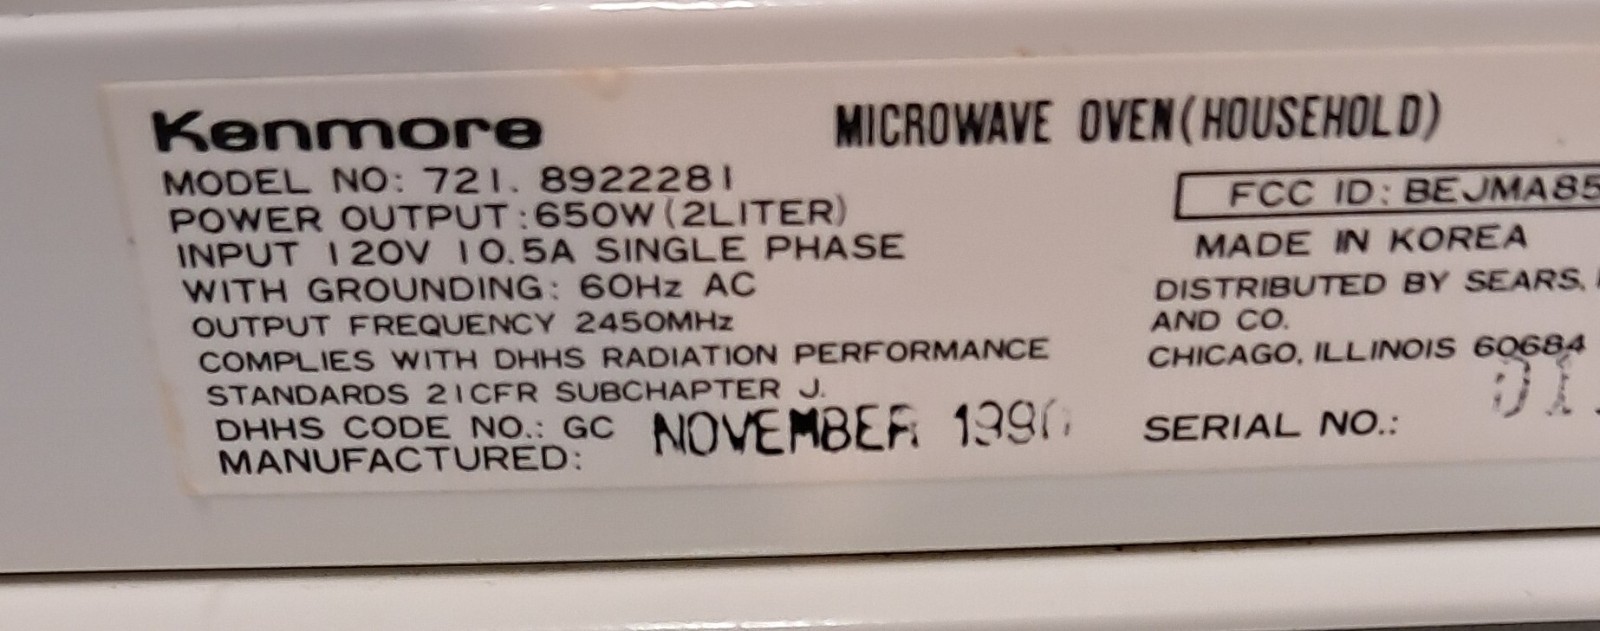 Kenmore
MICROWAVE OVEN(HOUSEHOLD)
MODEL NO: 721. 8922281
POWER OUTPUT:650W(2LITER)
INPUT 120V 10.5A SINGLE PHASE
WITH GROUNDING: 60Hz AC
OUTPUT FREQUENCY 2450MHz
COMPLIES WITH DHHS RADIATION PERFORMANCE
STANDARDS 21CFR SUBCHAPTER J.
DHHS CODE NO.: GC
MANUFACTURED: NOVEMBER 1990
FCC ID: BEJMA85
MADE IN KOREA
DISTRIBUTED BY SEARS,
AND CO.
CHICAGO, ILLINOIS 60684
SERIAL NO.: